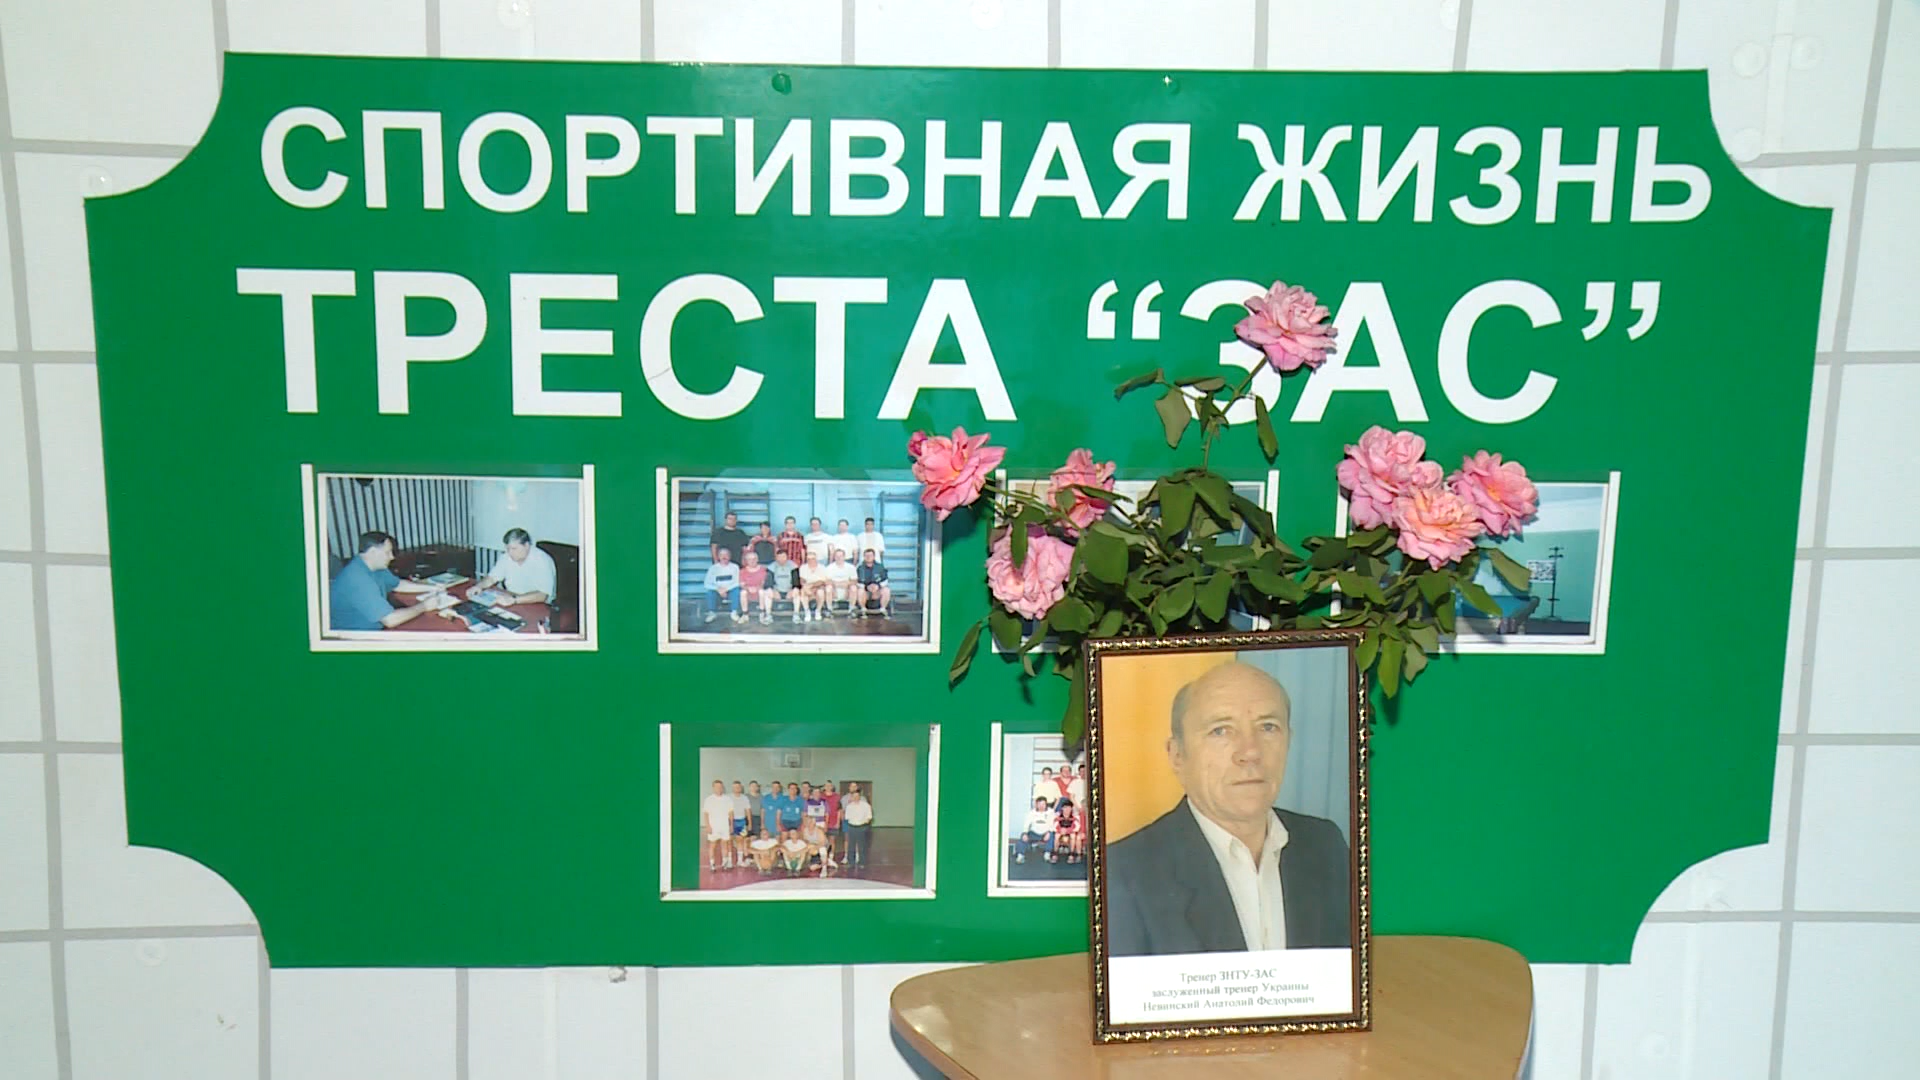 СПОРТИВНАЯ ЖИЗНЬ
ТРЕСТА “ЗАС”
Тренер ЗНТУ-ЗАС
заслуженный тренер Украины
Невинский Анатолий Федорович